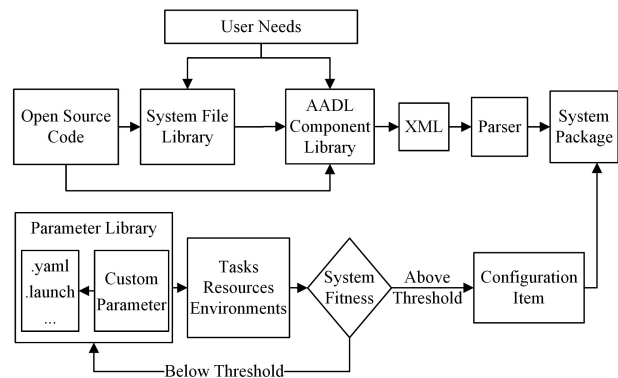 User Needs
Open Source
Code
System File
Library
AADL
Component
Library
XML
Parser
System
Package
Parameter Library
.yaml
.launch
...
Custom
Parameter
Tasks
Resources
Environments
System
Fitness
Above
Threshold
Configuration
Item
Below Threshold